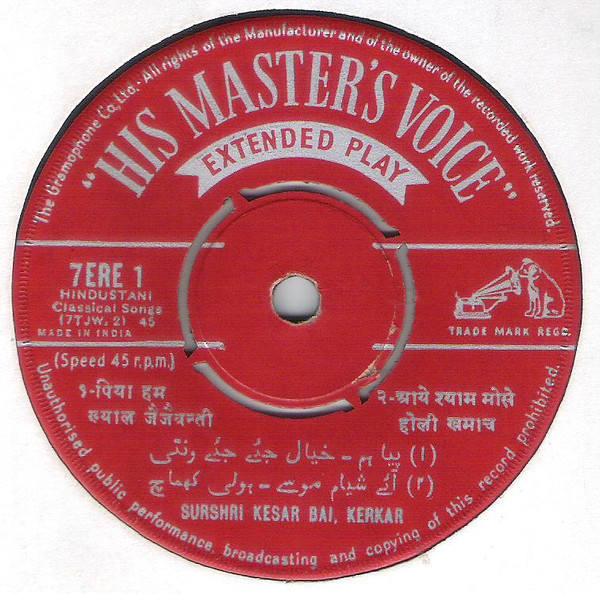 The Gramophone Co, Ltd. All rights of the Manufacturer and of the owner of the recorded work reserved.
"HIS MASTER'S VOICE"
EXTENDED PLAY
7ERE 1
HINDUSTANI
Classical Songs
(7TJW. 2) 45
MADE IN INDIA
TRADE MARK REGD.
(Speed 45 r.p.m.)
१-पिया हम
ख्याल जैजैवन्ती
२-आये श्याम मोसे
होली खमाच
(۱) پیا ہم - خیال جئے جئے ونتی
(۲) آئے شیام موسے - ہولی کھماچ
SURSHRI KESAR BAI, KERKAR
Unauthorised public performance, broadcasting and copying of this record prohibited.